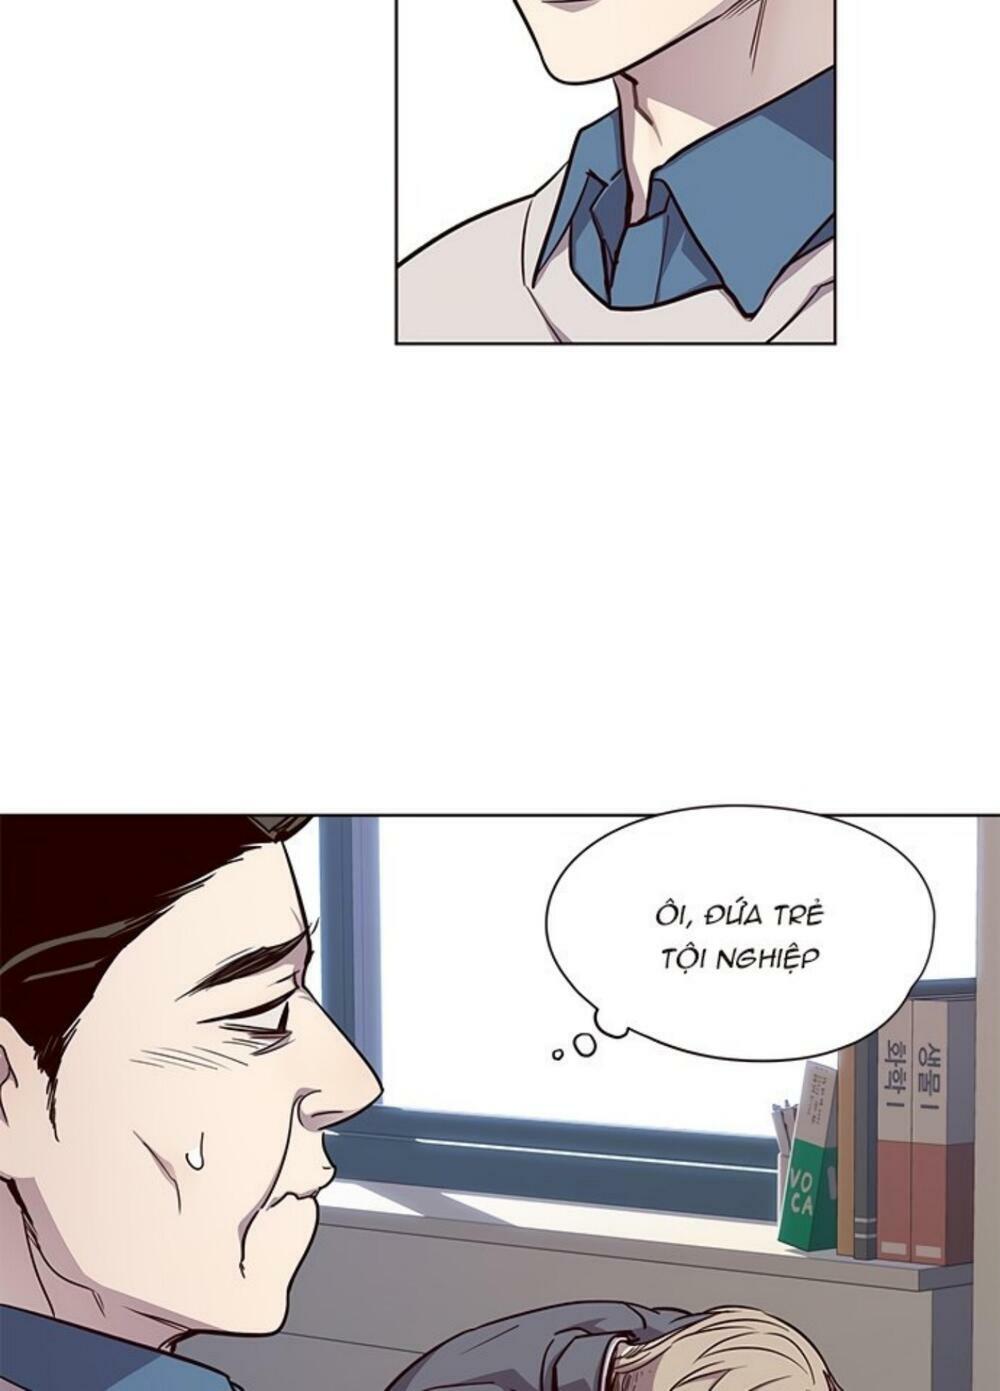 ÔI, ĐỨA TRẺ
TỘI NGHIỆP
VO
CA
화학 I
생물 I